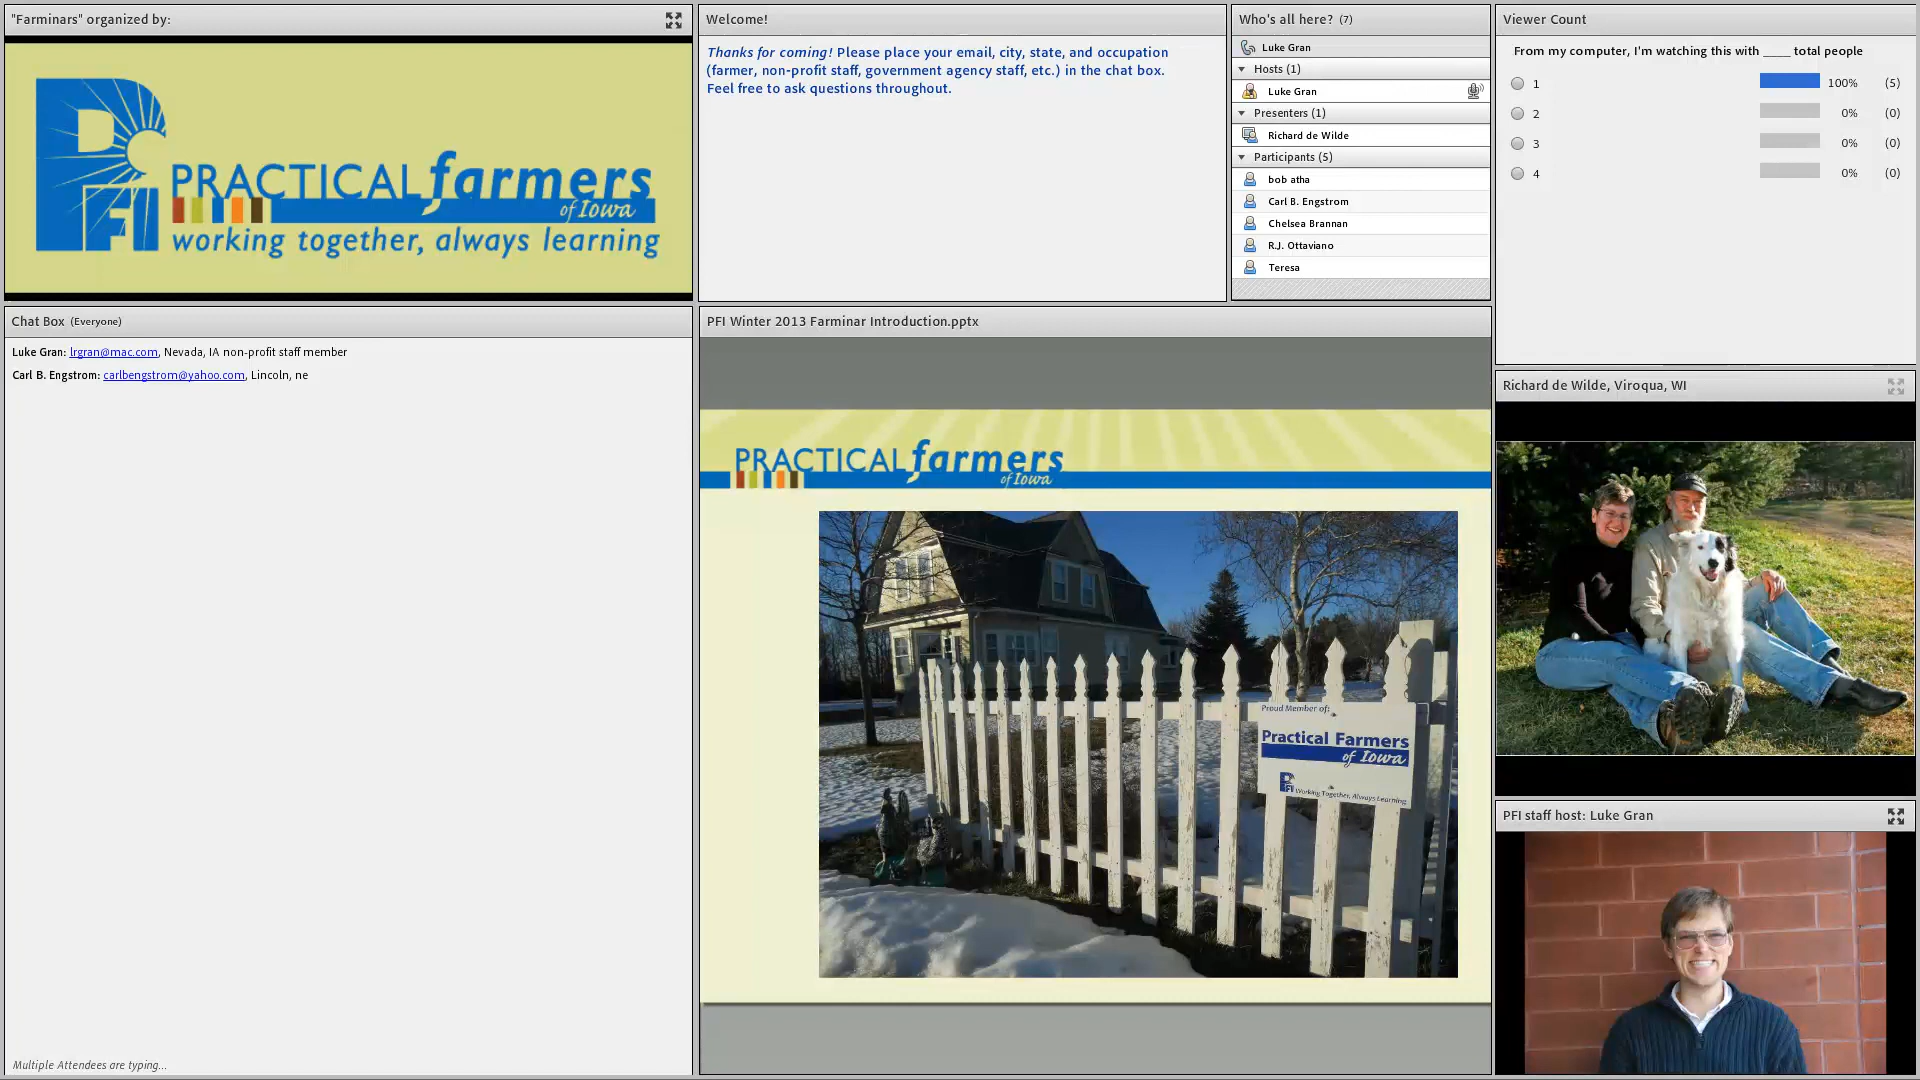 "Farminars" organized by:
PFI
PRACTICAL farmers
of Iowa
working together, always learning
Welcome!
Thanks for coming! Please place your email, city, state, and occupation
(farmer, non-profit staff, government agency staff, etc.) in the chat box.
Feel free to ask questions throughout.
Who's all here? (7)
Luke Gran
Hosts (1)
Luke Gran
Presenters (1)
Richard de Wilde
Participants (5)
bob atha
Carl B. Engstrom
Chelsea Brannan
R.J. Ottaviano
Teresa
Viewer Count
From my computer, I'm watching this with ____ total people
1 100% (5)
2 0% (0)
3 0% (0)
4 0% (0)
Chat Box (Everyone)
Luke Gran: lrgran@mac.com, Nevada, IA non-profit staff member
Carl B. Engstrom: carlbengstrom@yahoo.com, Lincoln, ne
Multiple Attendees are typing...
PFI Winter 2013 Farminar Introduction.pptx
PRACTICAL farmers
of Iowa
Proud Member of:
Practical Farmers
of Iowa
PFI Working Together, Always Learning
Richard de Wilde, Viroqua, WI
PFI staff host: Luke Gran